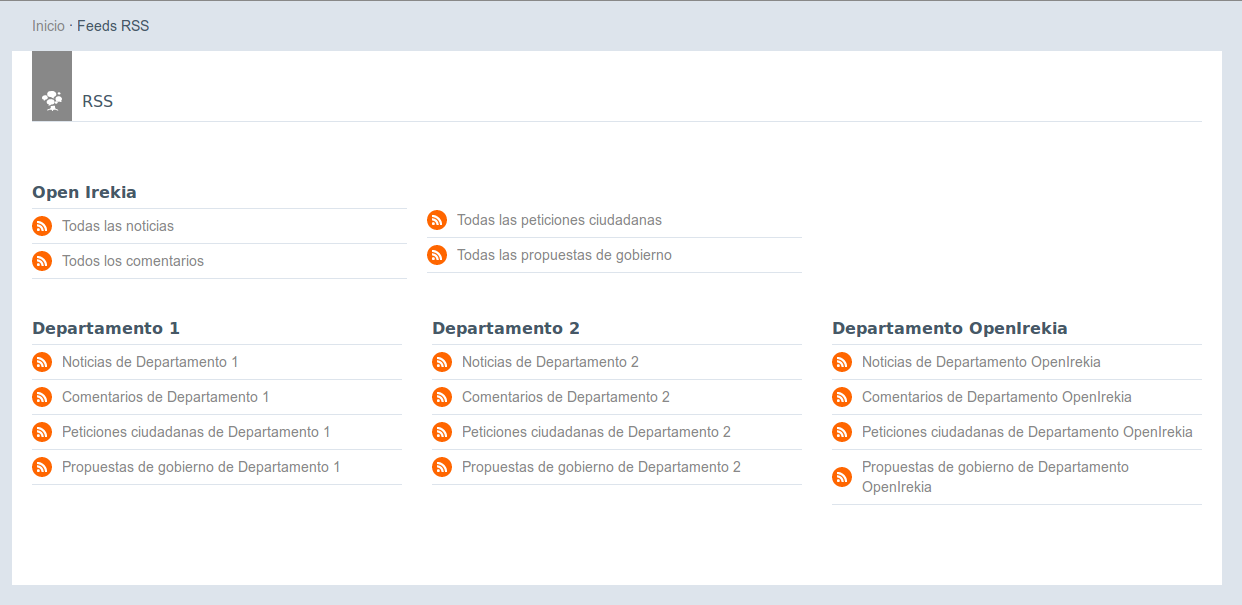 Inicio · Feeds RSS
RSS
Open Irekia
Todas las noticias
Todos los comentarios
Todas las peticiones ciudadanas
Todas las propuestas de gobierno
Departamento 1
Noticias de Departamento 1
Comentarios de Departamento 1
Peticiones ciudadanas de Departamento 1
Propuestas de gobierno de Departamento 1
Departamento 2
Noticias de Departamento 2
Comentarios de Departamento 2
Peticiones ciudadanas de Departamento 2
Propuestas de gobierno de Departamento 2
Departamento OpenIrekia
Noticias de Departamento OpenIrekia
Comentarios de Departamento OpenIrekia
Peticiones ciudadanas de Departamento OpenIrekia
Propuestas de gobierno de Departamento
OpenIrekia